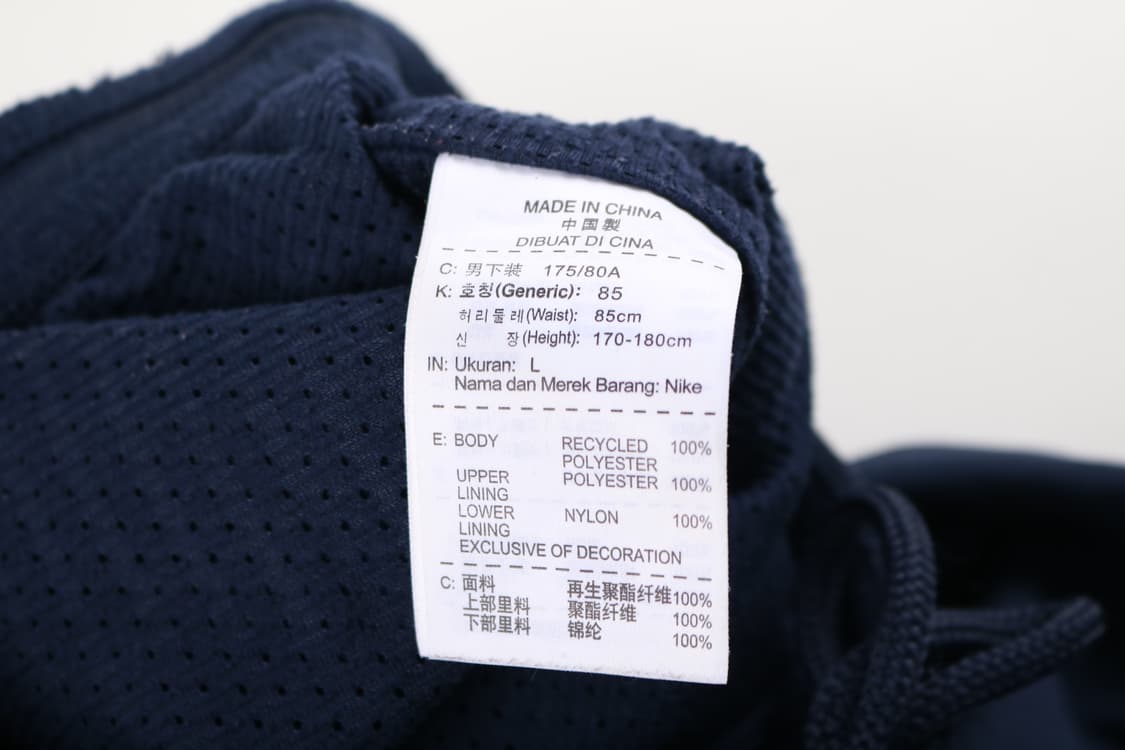 MADE IN CHINA
中国製
DIBUAT DI CINA
C: 男下装 175/80A
K: 호칭(Generic): 85
허리둘레(Waist): 85cm
신 장(Height): 170-180cm
IN: Ukuran: L
Nama dan Merek Barang: Nike
E: BODY RECYCLED 100%
POLYESTER
UPPER POLYESTER 100%
LINING
LOWER NYLON 100%
LINING
EXCLUSIVE OF DECORATION
C: 面料 再生聚酯纤维100%
上部里料 聚酯纤维 100%
下部里料 锦纶 100%